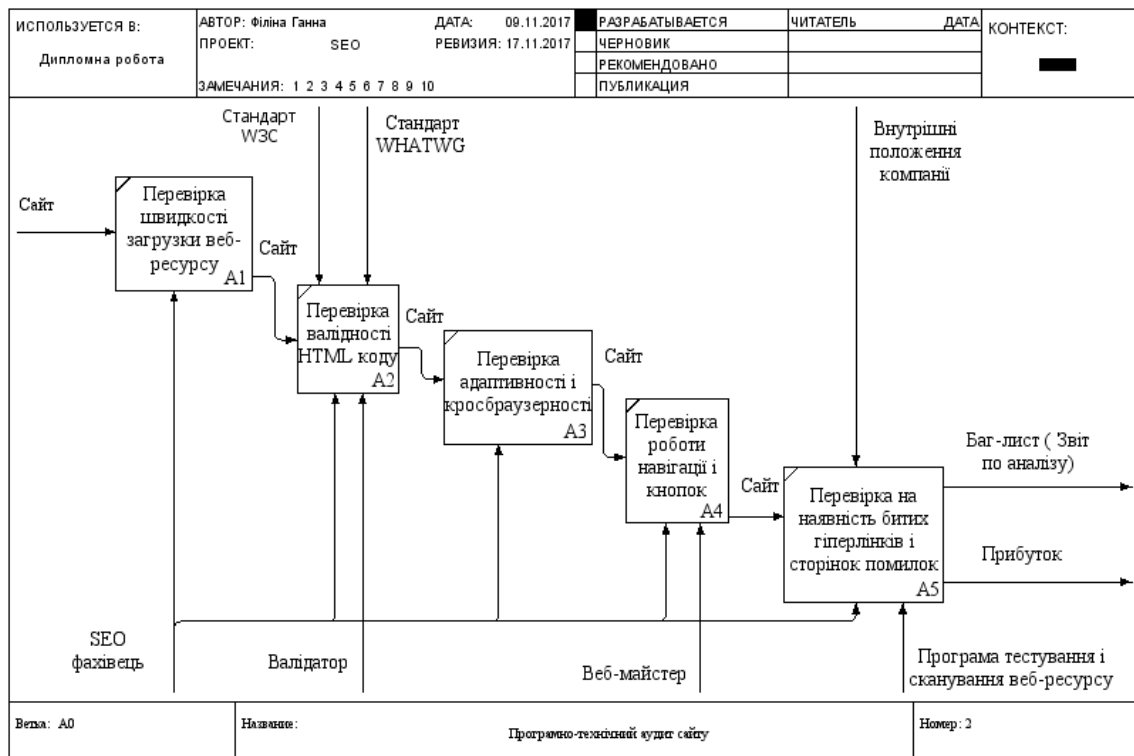 ИСПОЛЬЗУЕТСЯ В:
Дипломна робота
АВТОР: Філіна Ганна
ДАТА: 09.11.2017
ПРОЕКТ: SEO
РЕВИЗИЯ: 17.11.2017
ЗАМЕЧАНИЯ: 1 2 3 4 5 6 7 8 9 10
РАЗРАБАТЫВАЕТСЯ
ЧЕРНОВИК
РЕКОМЕНДОВАНО
ПУБЛИКАЦИЯ
ЧИТАТЕЛЬ
ДАТА
КОНТЕКСТ:
Стандарт
W3C
Стандарт
WHATWG
Внутрішні
положення
компанії
Сайт
Перевірка
швидкості
загрузки веб-
ресурсу
A1
Сайт
Перевірка
валідності
HTML коду
A2
Сайт
Перевірка
адаптивності і
кросбраузерності
A3
Сайт
Перевірка
роботи
навігації і
кнопок
A4
Сайт
Перевірка на
наявність битих
гіперлінків і
сторінок помилок
A5
Баг-лист ( Звіт
по аналізу)
Прибуток
SEO
фахівець
Валідатор
Веб-майстер
Програма тестування і
сканування веб-ресурсу
Ветка: A0
Название:
Програмно-технічний аудит сайту
Номер: 2